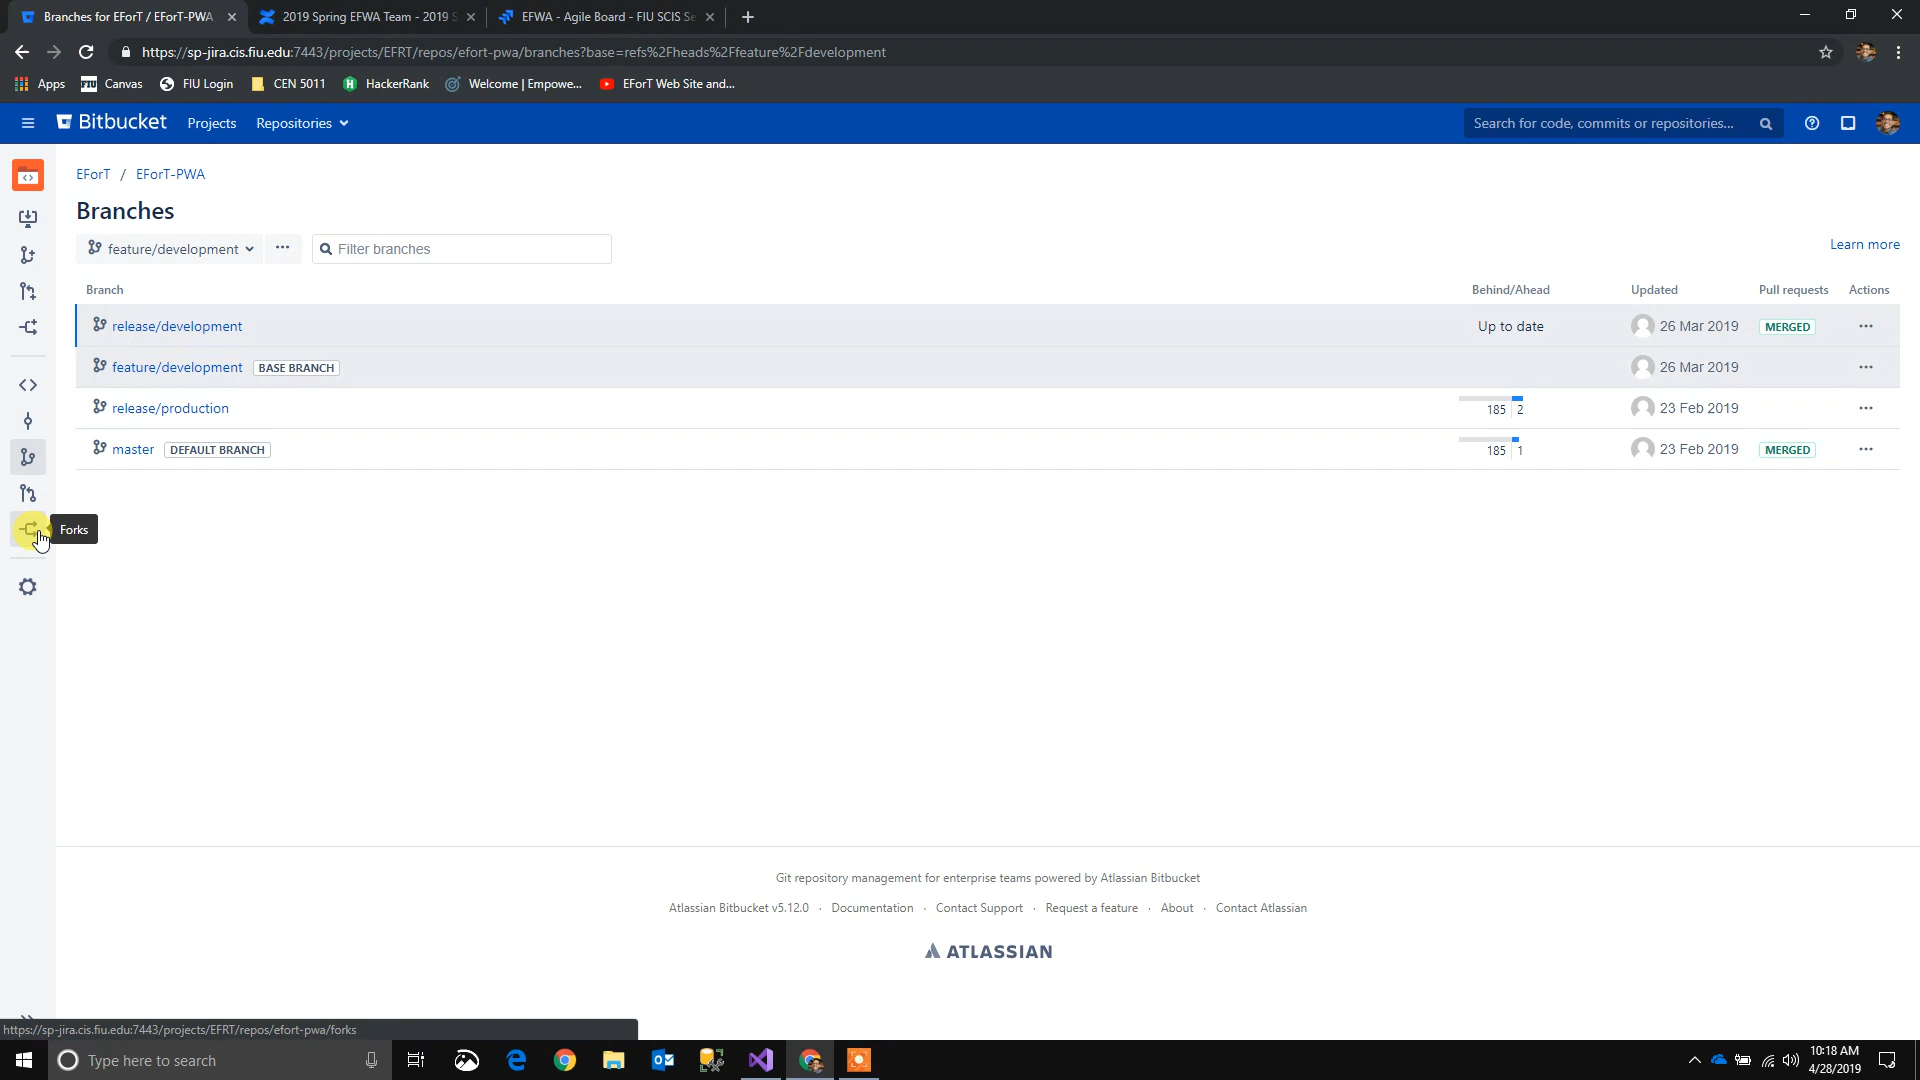 Branches for EForT / EForT-PWA
2019 Spring EFWA Team - 2019 S
EFWA - Agile Board - FIU SCIS Se
https://sp-jira.cis.fiu.edu:7443/projects/EFRT/repos/efort-pwa/branches?base=refs%2Fheads%2Ffeature%2Fdevelopment
Apps
FIU
Canvas
FIU Login
CEN 5011
HackerRank
Welcome | Empowe...
EForT Web Site and...
Bitbucket
Projects
Repositories
Search for code, commits or repositories...
EForT / EForT-PWA
Branches
feature/development
Filter branches
Learn more
Branch Behind/Ahead Updated Pull requests Actions
release/development Up to date 26 Mar 2019 MERGED
feature/development BASE BRANCH 26 Mar 2019
release/production 185 2 23 Feb 2019
master DEFAULT BRANCH 185 1 23 Feb 2019 MERGED
Forks
Git repository management for enterprise teams powered by Atlassian Bitbucket
Atlassian Bitbucket v5.12.0 · Documentation · Contact Support · Request a feature · About · Contact Atlassian
ATLASSIAN
https://sp-jira.cis.fiu.edu:7443/projects/EFRT/repos/efort-pwa/forks
Type here to search
10:18 AM
4/28/2019